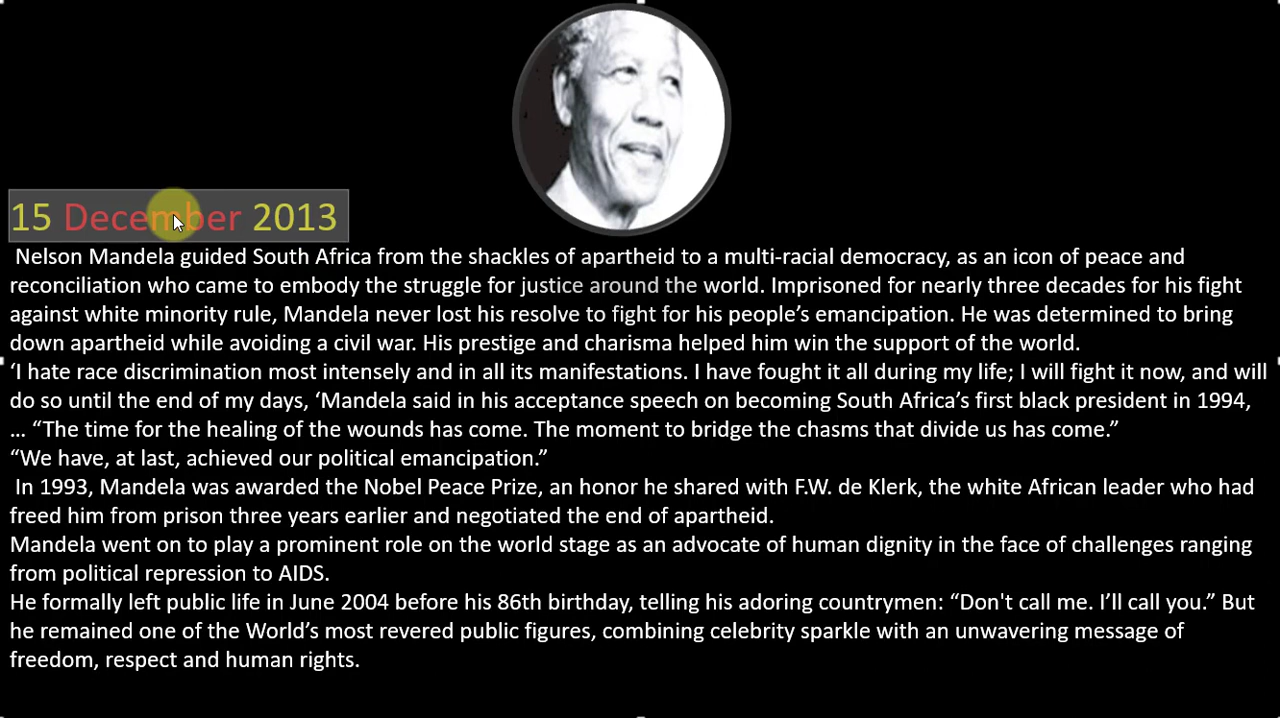 15 December 2013
Nelson Mandela guided South Africa from the shackles of apartheid to a multi-racial democracy, as an icon of peace and
reconciliation who came to embody the struggle for justice around the world. Imprisoned for nearly three decades for his fight
against white minority rule, Mandela never lost his resolve to fight for his people’s emancipation. He was determined to bring
down apartheid while avoiding a civil war. His prestige and charisma helped him win the support of the world.
‘I hate race discrimination most intensely and in all its manifestations. I have fought it all during my life; I will fight it now, and will
do so until the end of my days, ‘Mandela said in his acceptance speech on becoming South Africa’s first black president in 1994,
… “The time for the healing of the wounds has come. The moment to bridge the chasms that divide us has come.”
“We have, at last, achieved our political emancipation.”
In 1993, Mandela was awarded the Nobel Peace Prize, an honor he shared with F.W. de Klerk, the white African leader who had
freed him from prison three years earlier and negotiated the end of apartheid.
Mandela went on to play a prominent role on the world stage as an advocate of human dignity in the face of challenges ranging
from political repression to AIDS.
He formally left public life in June 2004 before his 86th birthday, telling his adoring countrymen: “Don't call me. I’ll call you.” But
he remained one of the World’s most revered public figures, combining celebrity sparkle with an unwavering message of
freedom, respect and human rights.